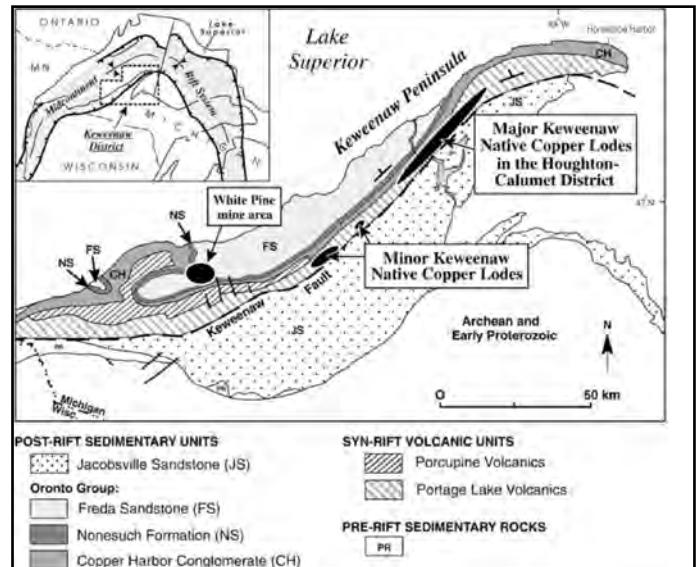 ONTARIO
Lake
Superior
MN
Midcontinent
Rift System
Keweenaw
District
MICHIGAN
WISCONSIN
Lake
Superior
88°W
CH
Keweenaw Peninsula
JS
Major Keweenaw
Native Copper Lodes
in the Houghton-
Calumet District
47°N
White Pine
mine area
NS
FS
NS
FS
CH
Minor Keweenaw
Native Copper Lodes
Keweenaw
Fault
JS
Archean and
Early Proterozoic
N
PR
PR
Michigan
Wisc.
O
50 km
POST-RIFT SEDIMENTARY UNITS
Jacobsville Sandstone (JS)
Oronto Group:
Freda Sandstone (FS)
Nonesuch Formation (NS)
Copper Harbor Conglomerate (CH)
SYN-RIFT VOLCANIC UNITS
Porcupine Volcanics
Portage Lake Volcanics
PRE-RIFT SEDIMENTARY ROCKS
PR